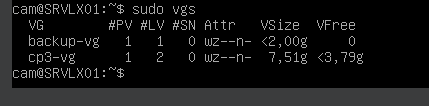 cam@SRVLX01:~$ sudo vgs
  VG        #PV #LV #SN Attr   VSize  VFree
  backup-vg   1   1   0 wz--n- <2,00g     0
  cp3-vg      1   2   0 wz--n-  7,51g <3,79g
cam@SRVLX01:~$